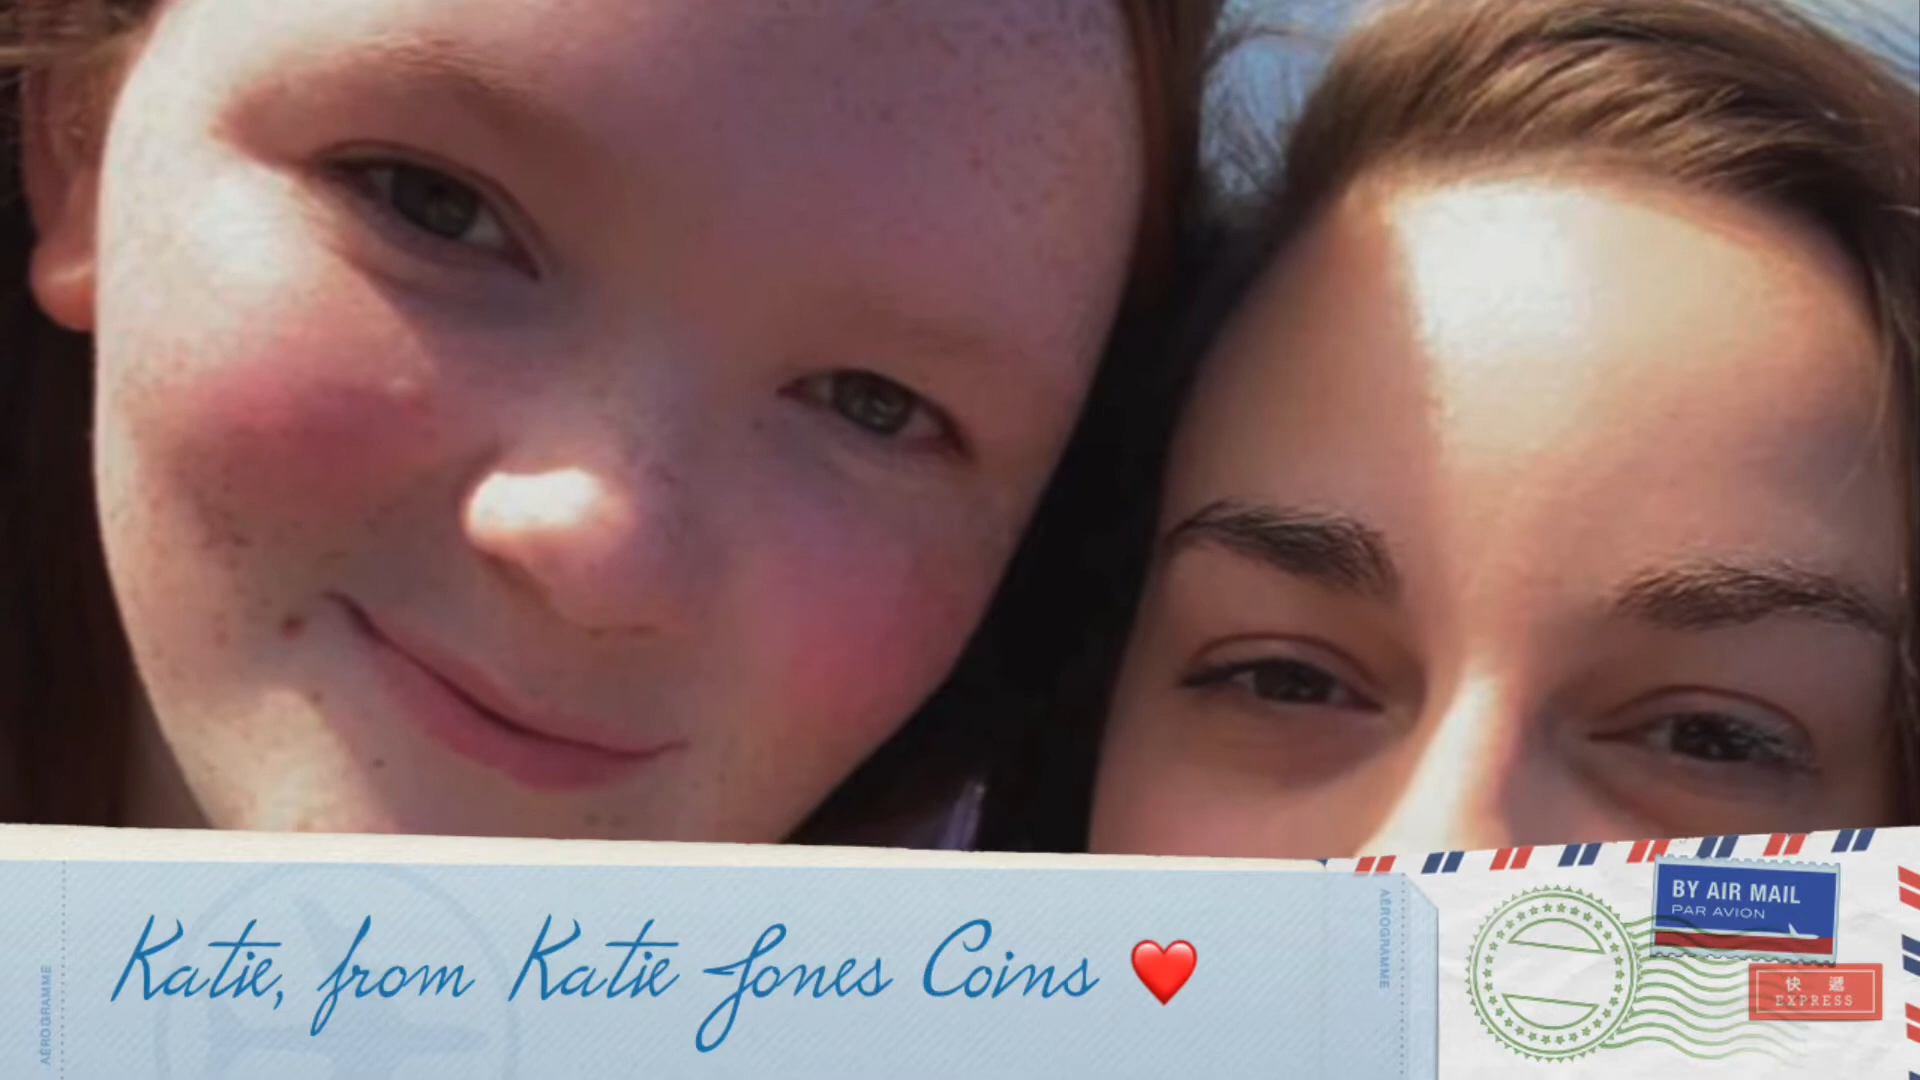 Katie, from Katie Jones Coins ❤️
AÉROGRAMME
AÉROGRAMME
BY AIR MAIL
PAR AVION
快遞
EXPRESS